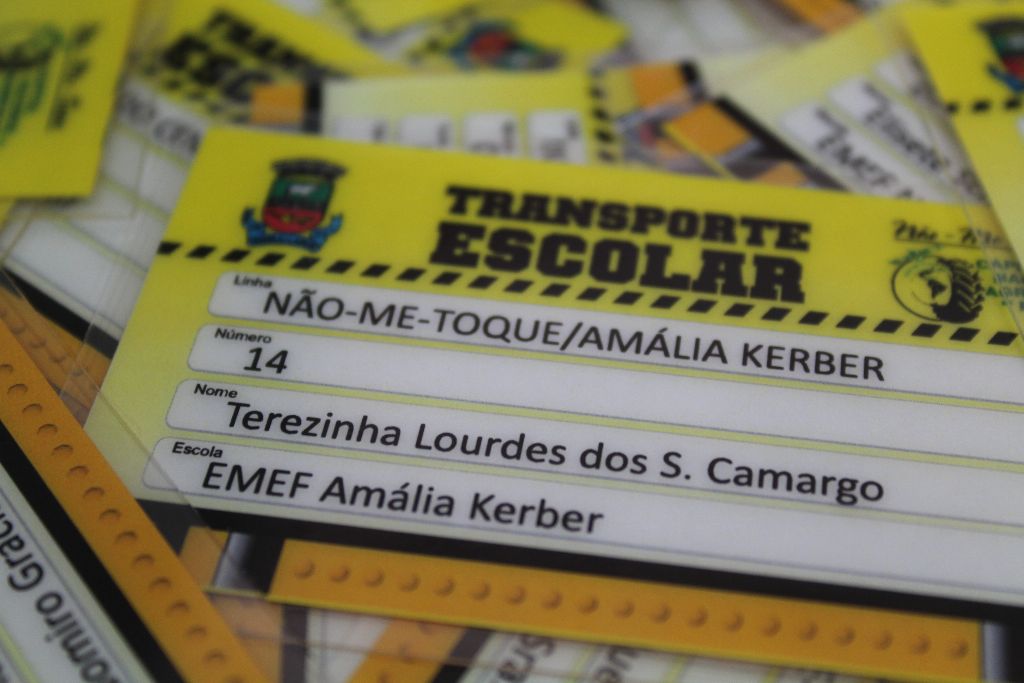 TRANSPORTE
ESCOLAR
Linha
NÃO-ME-TOQUE/AMÁLIA KERBER
Número
14
Nome
Terezinha Lourdes dos S. Camargo
Escola
EMEF Amália Kerber